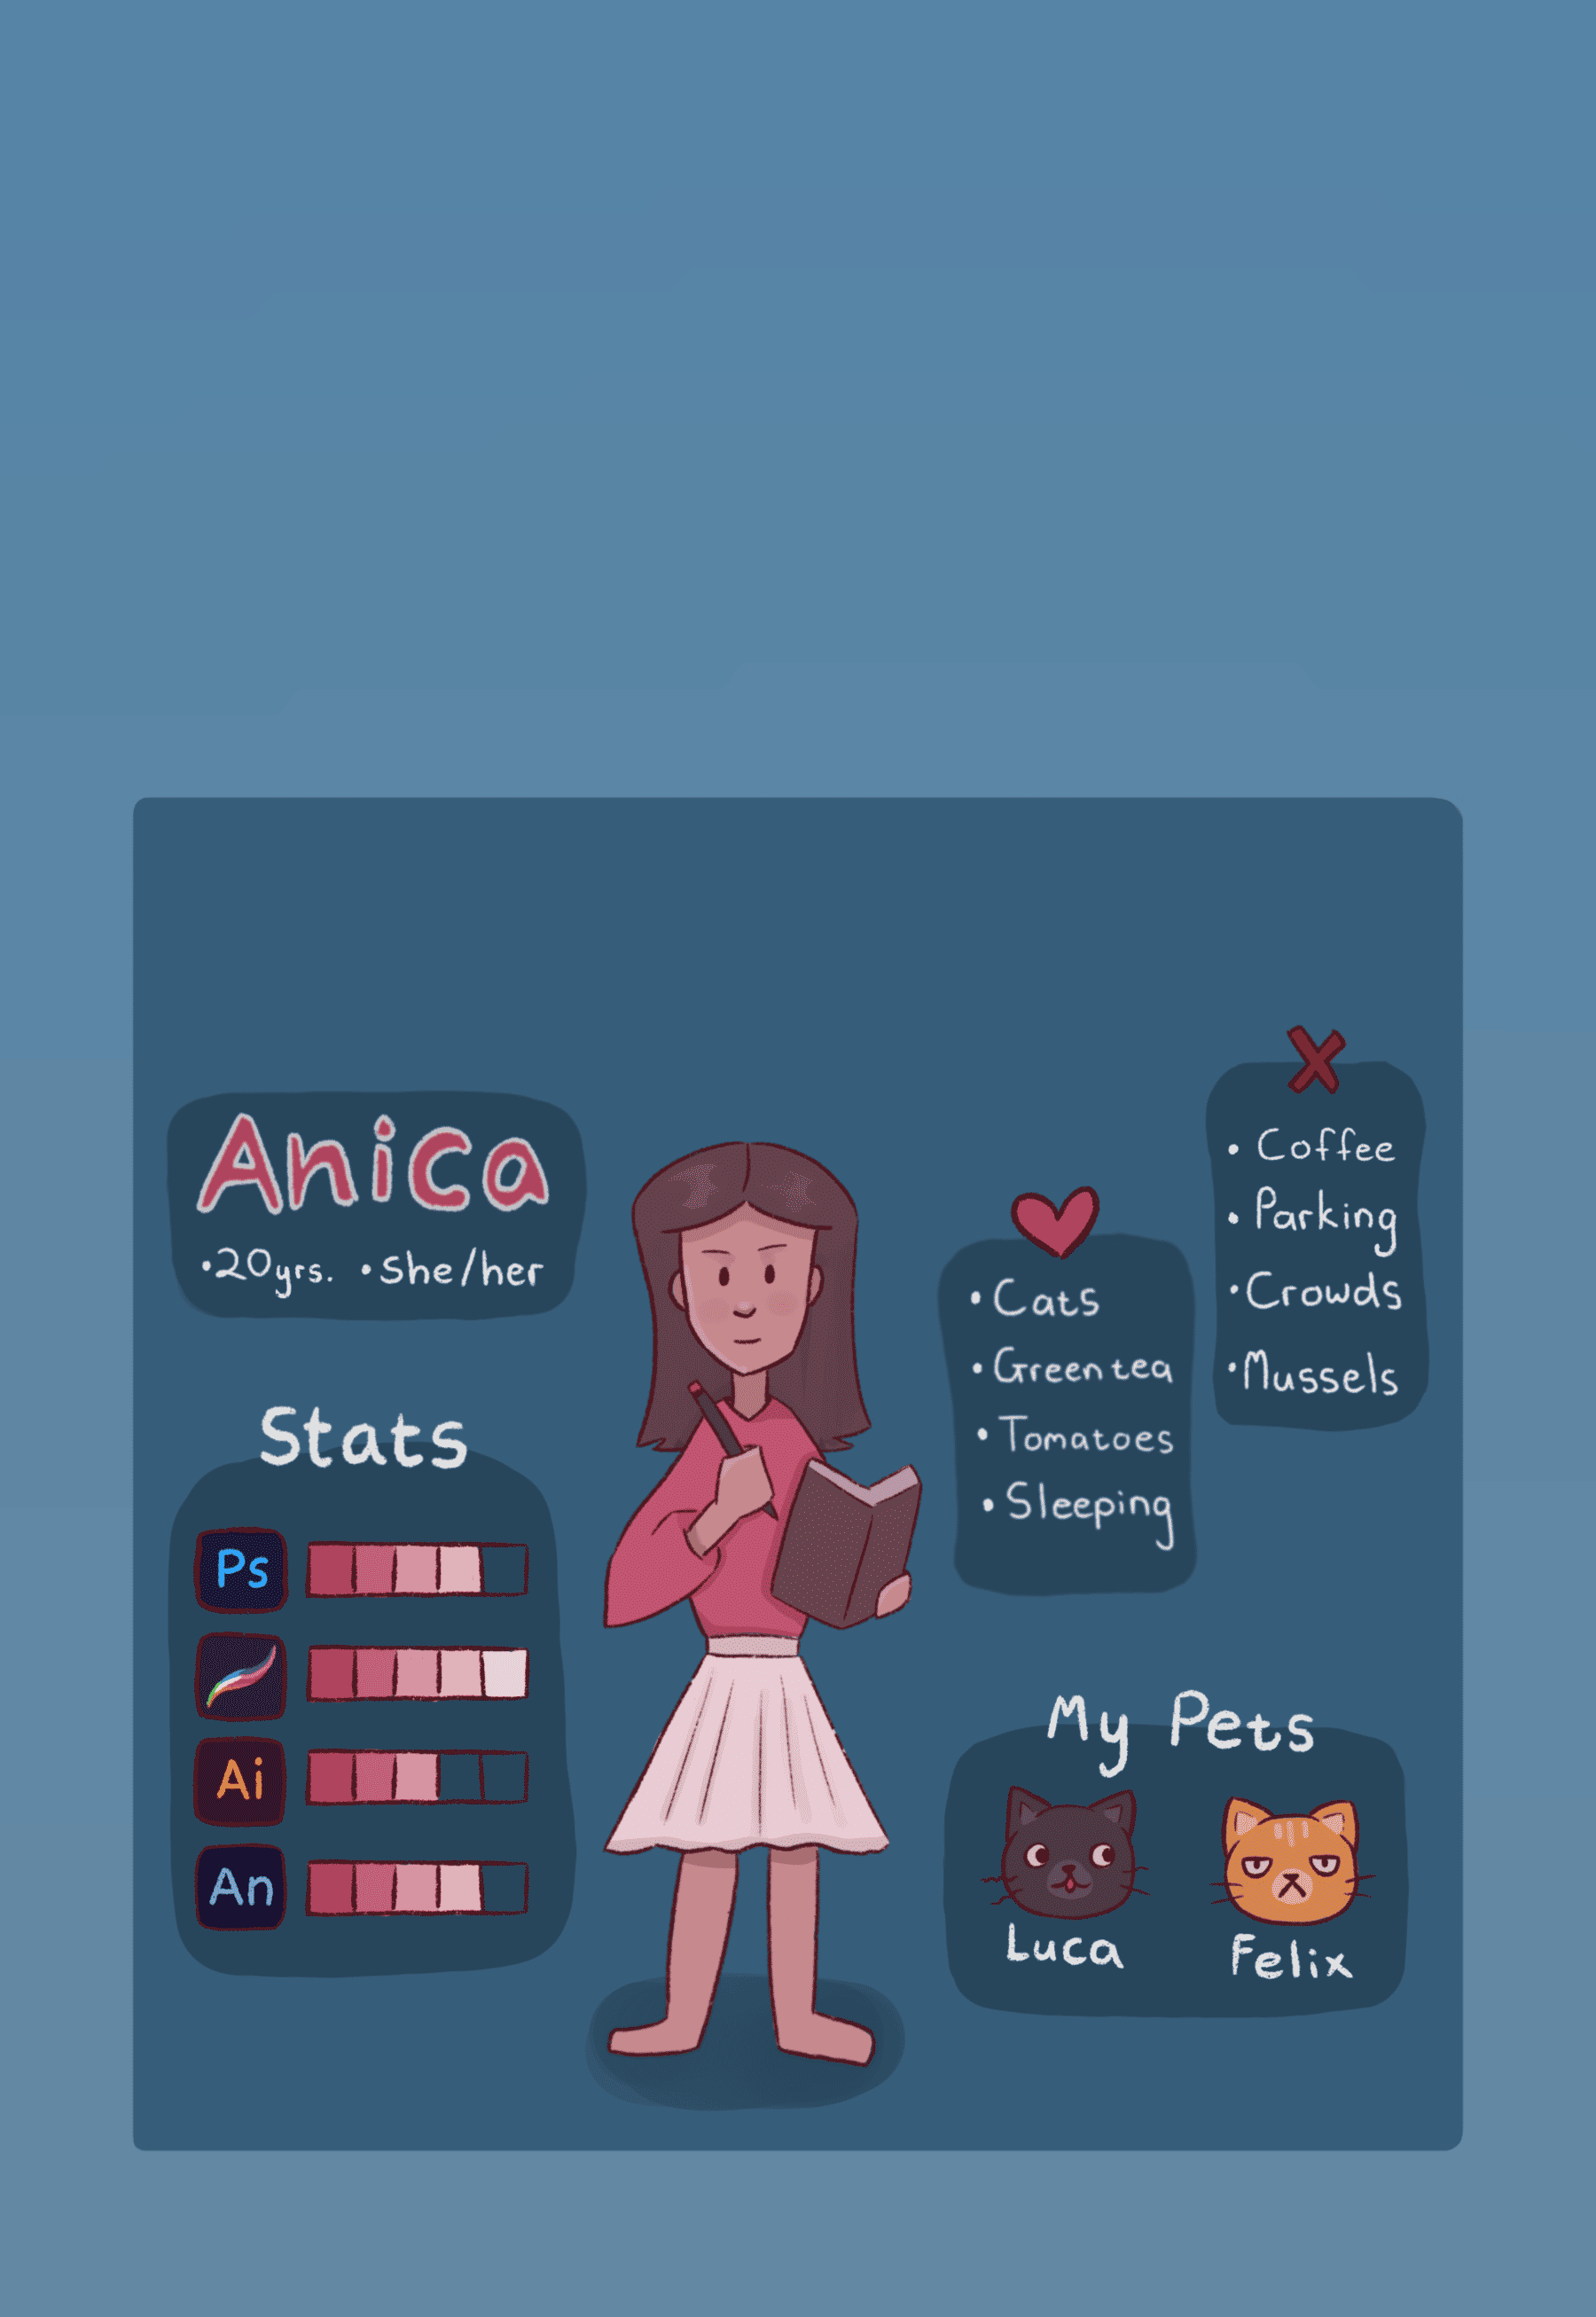 Anica
•20yrs. •she/her
Stats
Ps
Ai
An
• Cats
• Green tea
• Tomatoes
• Sleeping
• Coffee
• Parking
• Crowds
• Mussels
My Pets
Luca
Felix